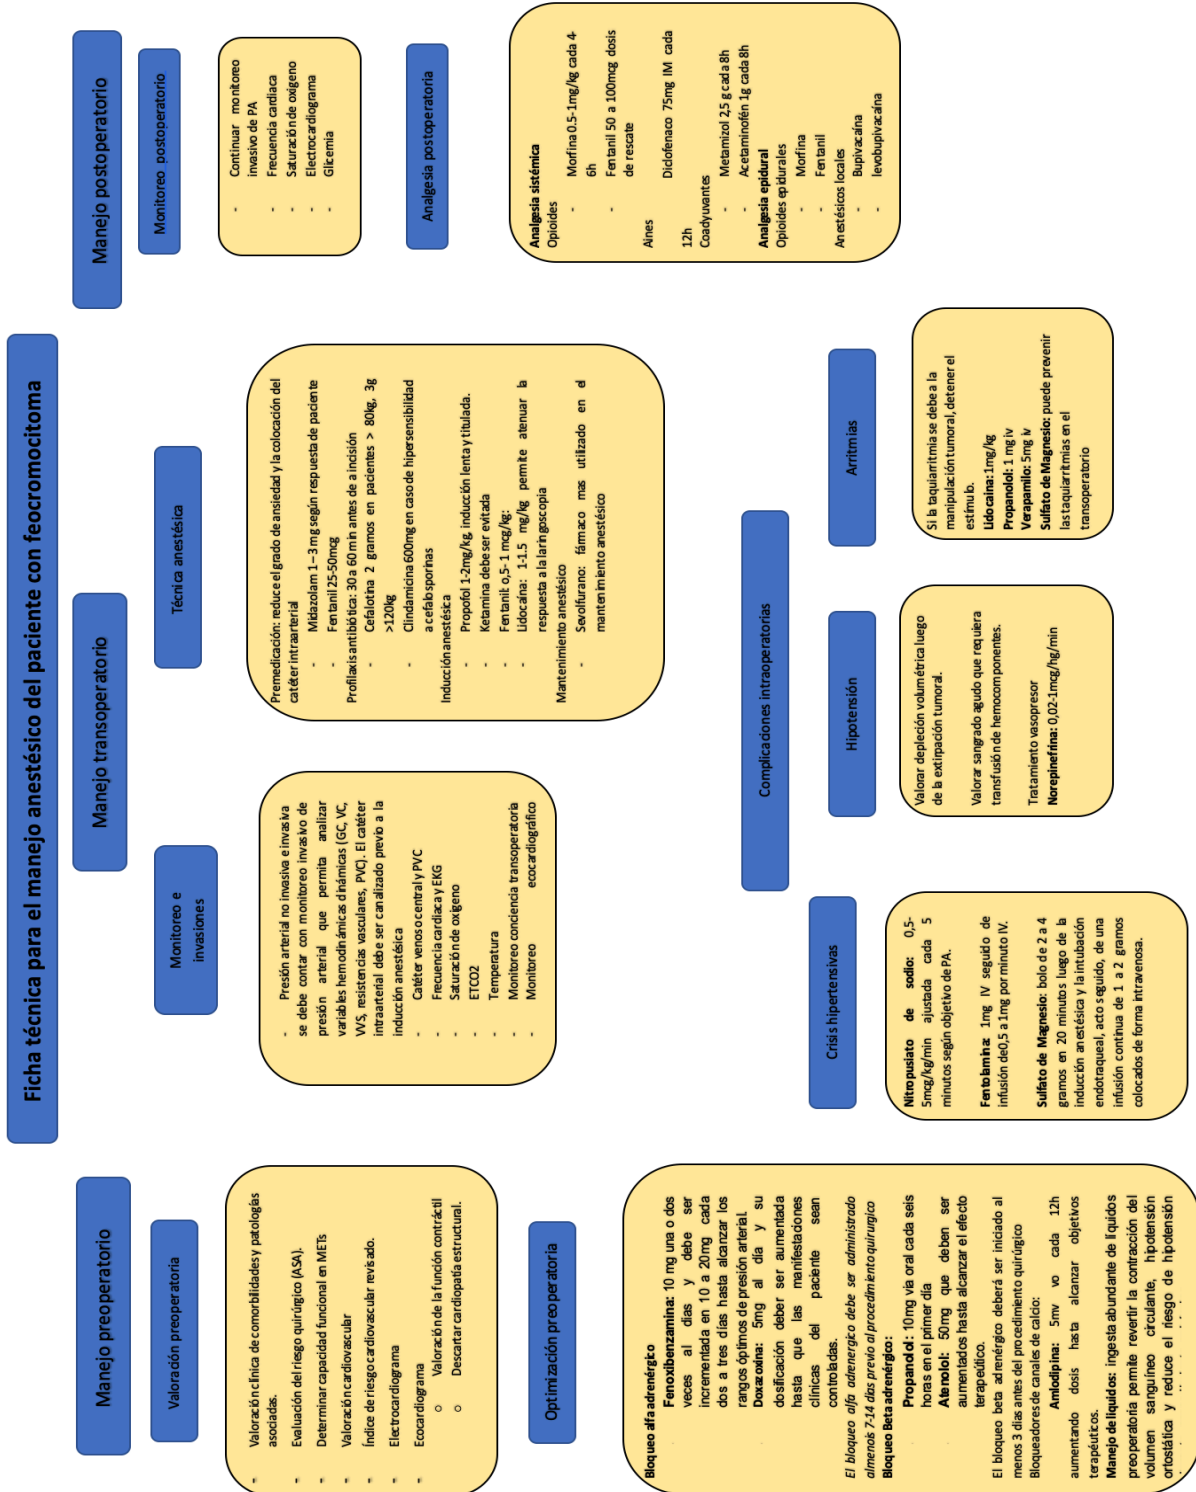 Ficha técnica para el manejo anestésico del paciente con feocromocitoma
Manejo preoperatorio
Valoración preoperatoria
- Valoración clínica de comorbilidades y patologías
asociadas.
- Evaluación del riesgo quirúrgico (ASA).
- Determinar capacidad funcional en METs
- Valoración cardiovascular
- Índice de riesgo cardiovascular revisado.
- Electrocardiograma
- Ecocardiograma
o Valoración de la función contráctil
o Descartar cardiopatía estructural.
Optimización preoperatoria
Bloqueo alfa adrenérgico
Fenoxibenzamina: 10 mg una o dos
veces al días y debe ser
incrementada en 10 a 20mg cada
dos a tres días hasta alcanzar los
rangos óptimos de presión arterial.
Doxazoxina: 5mg al día y su
dosificación deber ser aumentada
hasta que las manifestaciones
clínicas del paciente sean
controladas.
El bloqueo alfa adrenergico debe ser administrado
almenois 7-14 dias previo al procedimiento quirurgico
Bloqueo Beta adrenérgico:
Propandol: 10mg vía oral cada seis
horas en el primer día
Atenolol: 50mg que deben ser
aumentados hasta alcanzar el efecto
terapeútico.
El bloqueo beta adrenérgico deberá ser iniciado al
menos 3 dias antes del procedimiento quirúrgico
Bloqueadores de canales de calcio:
Amlodipina: 5mv vo cada 12h
aumentando dosis hasta alcanzar objetivos
terapéuticos.
Manejo de liquidos: ingesta abundante de liquidos
preoperatoria permite revertir la contracción del
volumen sanguíneo circulante, hipotensión
ortostática y reduce el riesgo de hipotensión
Manejo transoperatorio
Monitoreo e
invasiones
- Presión arterial no invasiva e invasiva
se debe contar con monitoreo invasivo de
presión arterial que permita analizar
variables hemodinámicas dinámicas (GC, VC,
VVS, resistencias vasculares, PVC). El catéter
intraarterial debe ser canalizado previo a la
inducción anestésica
- Catéter venoso central y PVC
- Frecuencia cardiaca y EKG
- Saturación de oxigeno
- ETCO2
- Temperatura
- Monitoreo conciencia transoperatoria
- Monitoreo ecocardiográfico
Técnica anestésica
Premedicación: reduce el grado de ansiedad y la colocación del
catéter intraarterial
- Midazolam 1 – 3 mg según respuesta de paciente
- Fentanil 25-50mcg
Profilaxis antibiótica: 30 a 60 min antes de a incisión
- Cefalotina 2 gramos en pacientes > 80kg, 3g
>120kg
- Clindamicina 600mg en caso de hipersensibilidad
a cefalosporinas
Inducción anestésica
- Propofol 1-2mg/kg, inducción lenta y titulada.
- Ketamina debe ser evitada
- Fentanil: o,5- 1 mcg/kg:
- Lidocaína: 1-1.5 mg/kg permite atenuar la
respuesta a la laringoscopia
Mantenimiento anestésico
- Sevolfurano: fármaco mas utilizado en el
mantenimiento anestésico
Complicaciones intraoperatorias
Crisis hipertensivas
Nitropusiato de sodio: 0,5-
5mcg/kg/min ajustada cada 5
minutos según objetivo de PA.
Fentolamina: 1mg IV seguido de
infusión de0,5 a 1mg por minuto IV.
Sulfato de Magnesio: bolo de 2 a 4
gramos en 20 minutos luego de la
inducción anestésica y la intubación
endotraqueal, acto seguido, de una
infusión continua de 1 a 2 gramos
colocados de forma intravenosa.
Hipotensión
Valorar depleción volumétrica luego
de la extirpación tumoral.
Valorar sangrado agudo que requiera
transfusión de hemocomponentes.
Tratamiento vasopresor
Norepinefrina: 0,02-1mcg/hg/min
Arritmias
Si la taquiarritmia se debe a la
manipulación tumoral, detener el
estímulo.
Lidocaina: 1mg/kg
Propandol: 1 mg iv
Verapamilo: 5mg iv
Sulfato de Magnesio: puede prevenir
las taquiarritmias en el
transoperatorio
Manejo postoperatorio
Monitoreo postoperatorio
- Continuar monitoreo
invasivo de PA
- Frecuencia cardiaca
- Saturación de oxigeno
- Electrocardiograma
- Glicemia
Analgesia postoperatoria
Analgesia sistémica
Opioides
- Morfina 0.5-1mg/kg cada 4-
6h
- Fentanil 50 a 100mcg dosis
de rescate
Aines
Diclofenaco 75mg IM cada
12h
Coadyuvantes
- Metamizol 2,5 g cada 8h
- Acetaminofén 1g cada 8h
Analgesia epidural
Opioides epidurales
- Morfina
- Fentanil
Anestésicos locales
- Bupivacaína
- levobupivacaína